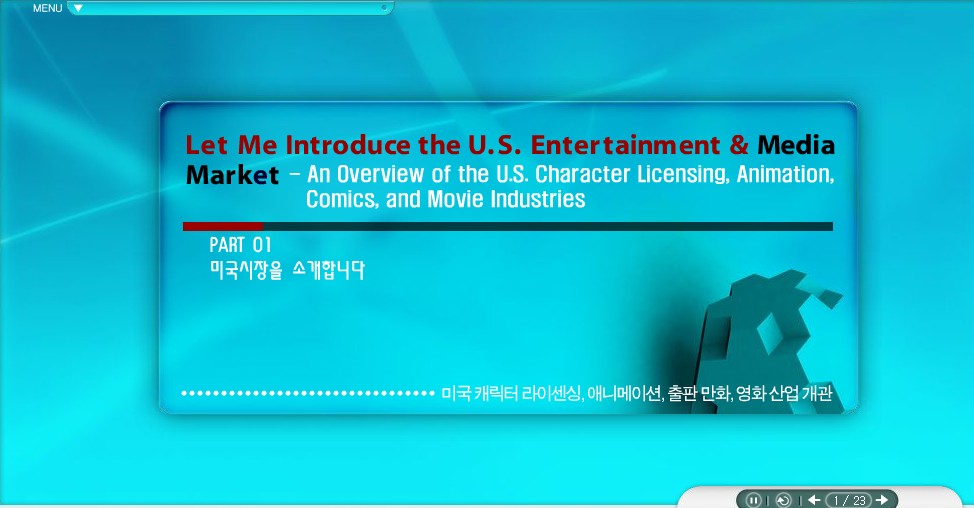 MENU
Let Me Introduce the U.S. Entertainment & Media
Market – An Overview of the U.S. Character Licensing, Animation,
Comics, and Movie Industries
PART 01
미국시장을 소개합니다
미국 캐릭터 라이센싱, 애니메이션, 출판 만화, 영화 산업 개관
1 / 23